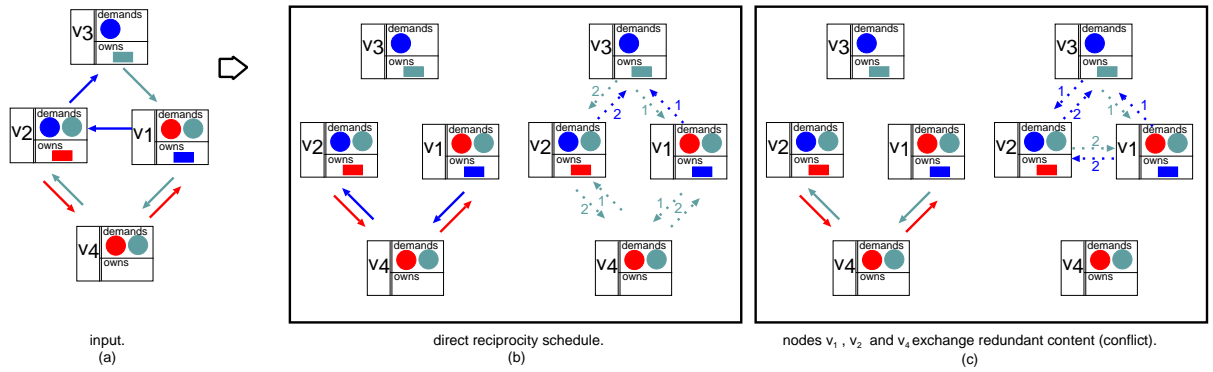 v3
demands
owns
v2
demands
owns
v1
demands
owns
v4
demands
owns
input.
(a)
v3
demands
owns
v2
demands
owns
v1
demands
owns
v4
demands
owns
v3
demands
owns
2
2
1
1
v2
demands
owns
v1
demands
owns
2
1
1
2
v4
demands
owns
direct reciprocity schedule.
(b)
v3
demands
owns
v2
demands
owns
v1
demands
owns
v4
demands
owns
v3
demands
owns
1
2
1
1
v2
demands
owns
2
2
v1
demands
owns
v4
demands
owns
nodes v1 , v2 and v4 exchange redundant content (conflict).
(c)